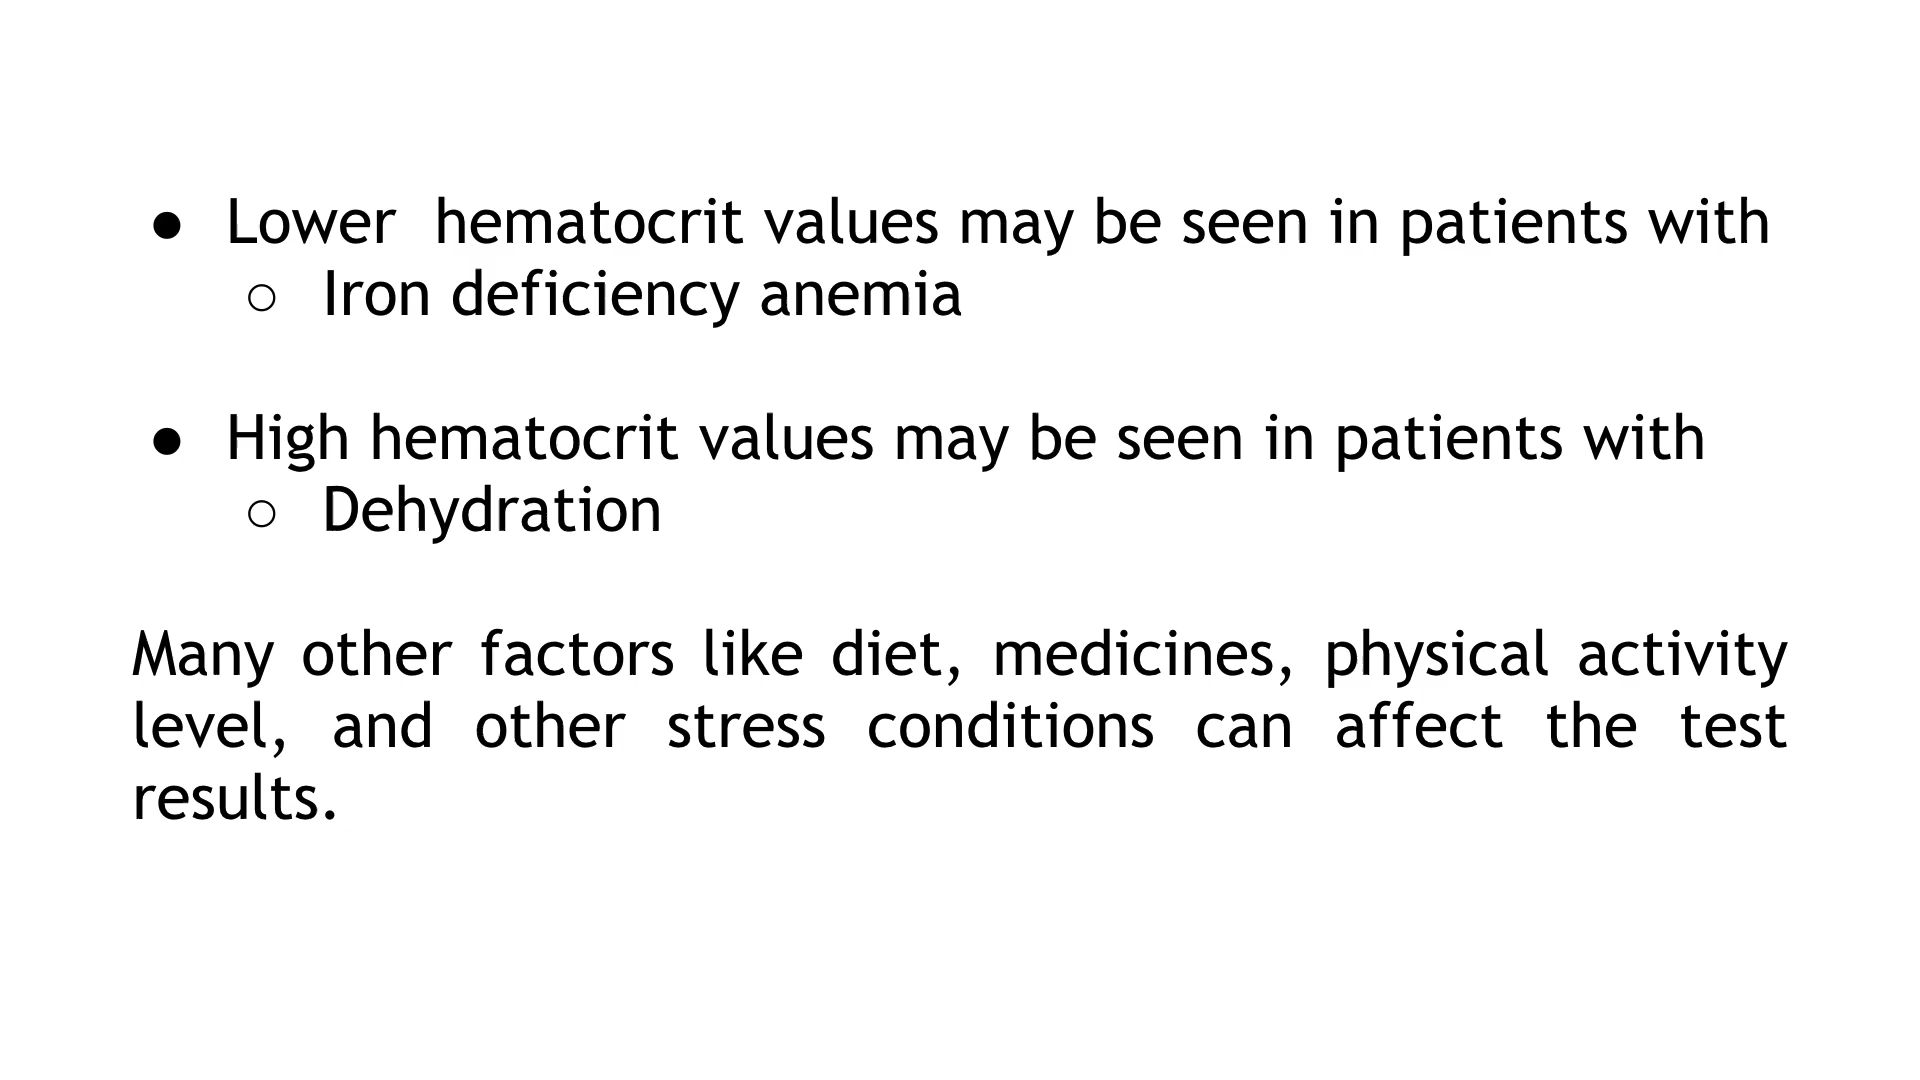 ● Lower  hematocrit values may be seen in patients with
○ Iron deficiency anemia
● High hematocrit values may be seen in patients with
○ Dehydration
Many other factors like diet, medicines, physical activity
level, and other stress conditions can affect the test
results.